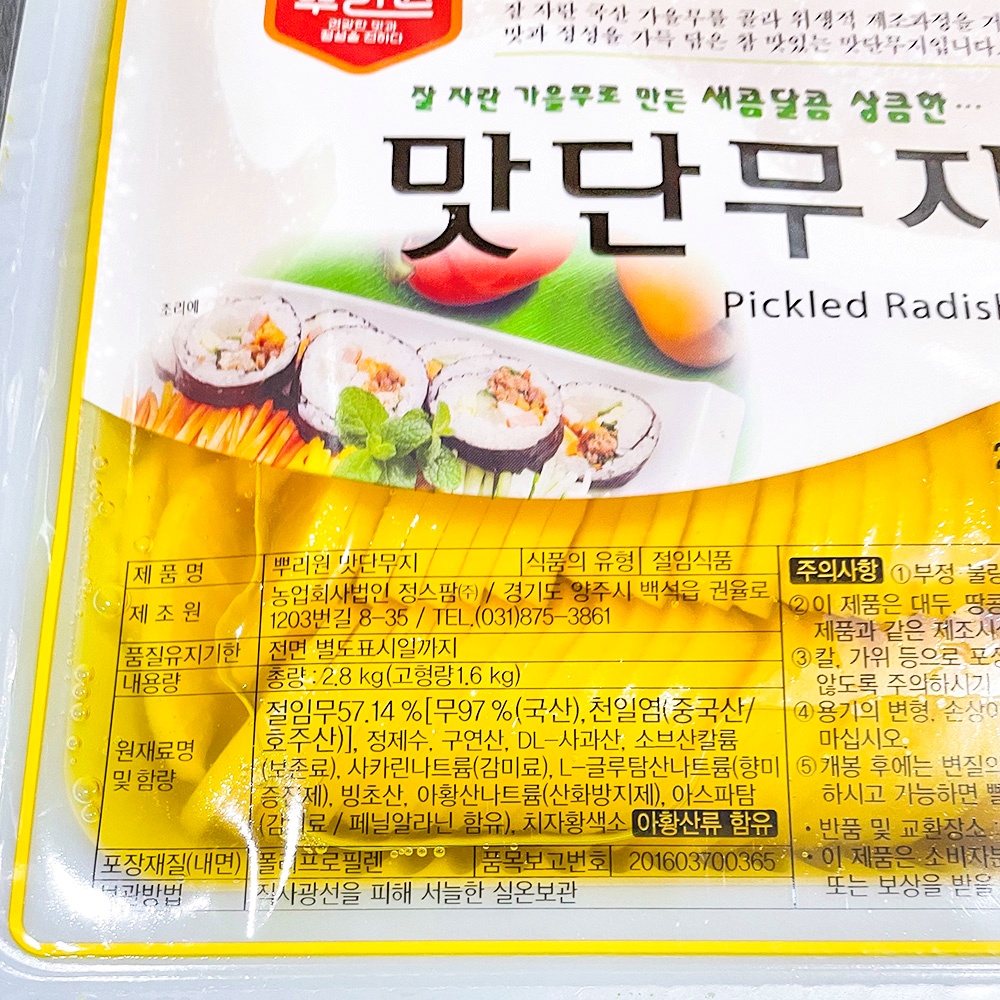 뿌리원
련람한 맛과
정성을 전하다
잘 자란 국산 가을무를 골라 위생적 제조과정을
맛과 정성을 가득 담은 참 맛있는 맛단무지입니다.
잘 자란 가을무로 만든 새콤달콤 상큼한...
맛단무지
Pickled Radish
조리예
제 품 명 뿌리원 맛단무지 식품의 유형 절임식품
제 조 원 농업회사법인 정스팜㈜ / 경기도 양주시 백석읍 권율로
1203번길 8-35 / TEL.(031)875-3861
품질유지기한 전면 별도표시일까지
내용량 총량 : 2.8 kg(고형량1.6 kg)
원재료명 및 함량 절임무57.14 %[무97 %(국산),천일염(중국산/
호주산)], 정제수, 구연산, DL-사과산, 소브산칼륨
(보존료), 사카린나트륨(감미료), L-글루탐산나트륨(향미
증진제), 빙초산, 아황산나트륨(산화방지제), 아스파탐
(감미료 / 페닐알라닌 함유), 치자황색소 아황산류 함유
포장재질(내면) 폴리프로필렌 품목보고번호 201603700365
보관방법 직사광선을 피해 서늘한 실온보관
주의사항 ①부정·불량
②이 제품은 대두, 땅콩
제품과 같은 제조시
③칼, 가위 등으로 포장
않도록 주의하시기
④용기의 변형, 손상이
마십시오.
⑤개봉 후에는 변질의
하시고 가능하면 빨
·반품 및 교환장소
·이 제품은 소비자분
또는 보상을 받을